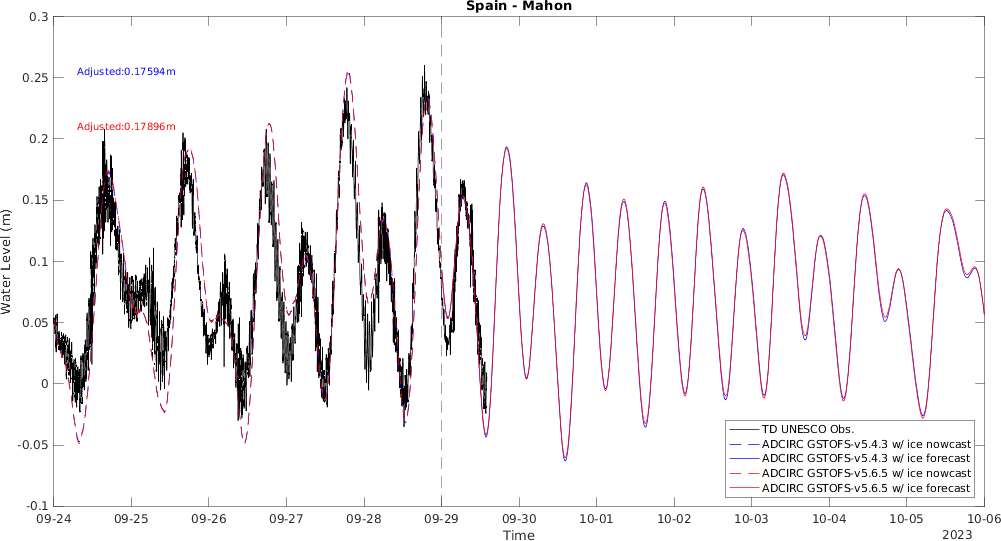 Spain - Mahon
0.3
0.25
0.2
0.15
0.1
0.05
0
-0.05
-0.1
Water Level (m)
Adjusted:0.17594m
Adjusted:0.17896m
TD UNESCO Obs.
ADCIRC GSTOFS-v5.4.3 w/ ice nowcast
ADCIRC GSTOFS-v5.4.3 w/ ice forecast
ADCIRC GSTOFS-v5.6.5 w/ ice nowcast
ADCIRC GSTOFS-v5.6.5 w/ ice forecast
09-24 09-25 09-26 09-27 09-28 09-29 09-30 10-01 10-02 10-03 10-04 10-05 10-06
Time
2023